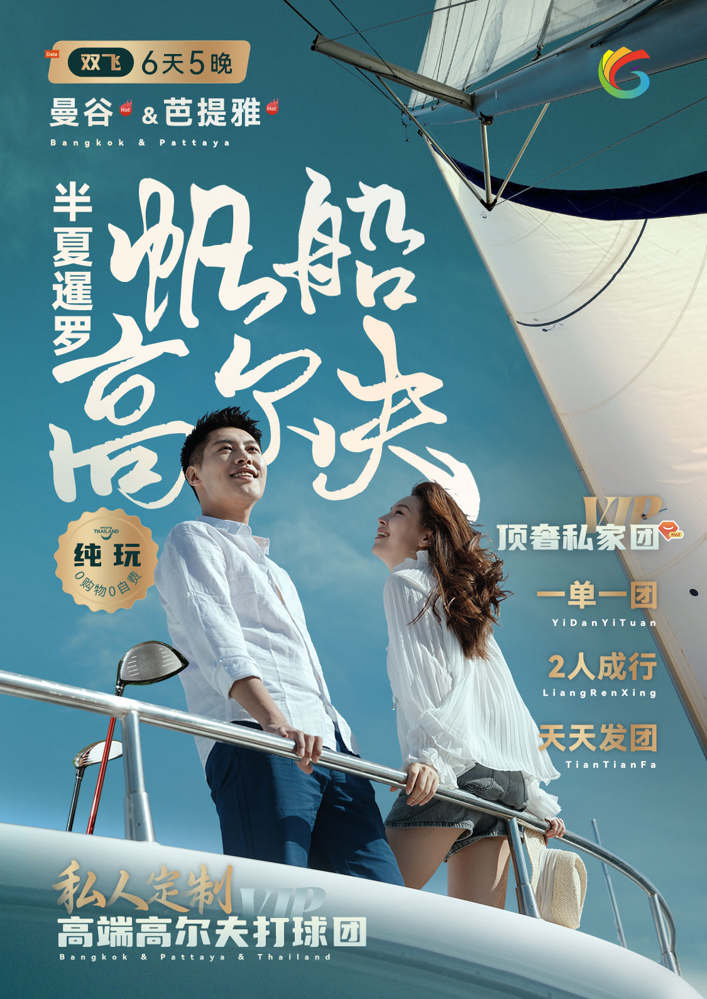 Date
双飞 6天5晚
曼谷 Hot & 芭提雅 Hot
Bangkok & Pattaya
半夏暹罗
帆船
高尔夫
AMAZING
THAILAND
纯玩
0购物0自费
VIP
顶奢私家团 Hot
一单一团
YiDanYiTuan
2人成行
LiangRenXing
天天发团
TianTianFa
私人定制 VIP
高端高尔夫打球团
Bangkok & Pattaya & Thailand